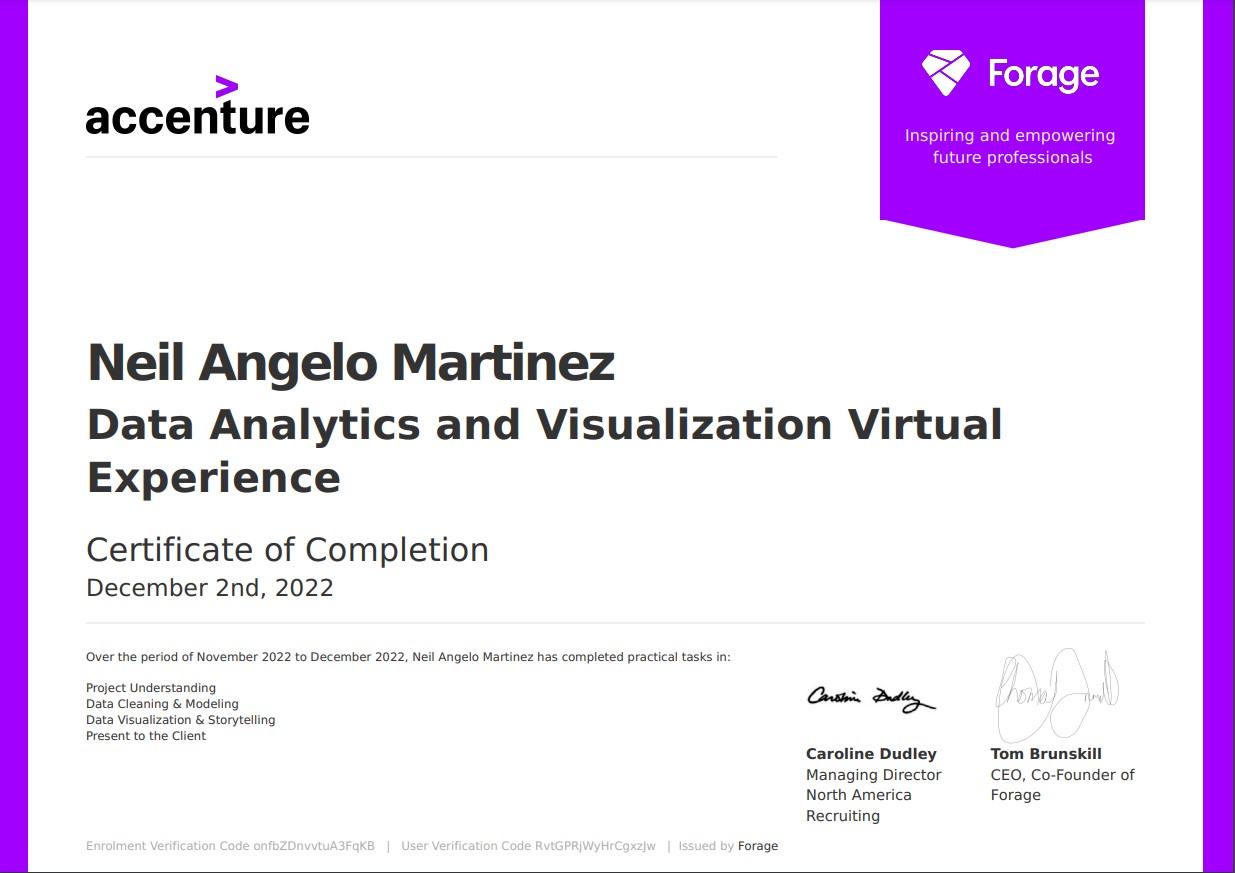 accenture
Forage
Inspiring and empowering
future professionals
Neil Angelo Martinez
Data Analytics and Visualization Virtual
Experience
Certificate of Completion
December 2nd, 2022
Over the period of November 2022 to December 2022, Neil Angelo Martinez has completed practical tasks in:
Project Understanding
Data Cleaning & Modeling
Data Visualization & Storytelling
Present to the Client
Caroline Dudley
Caroline Dudley
Managing Director
North America
Recruiting
Tom Brunskill
CEO, Co-Founder of
Forage
Enrolment Verification Code onfbZDnvvtuA3FqKB | User Verification Code RvtGPRjWyHrCgxzJw | Issued by Forage